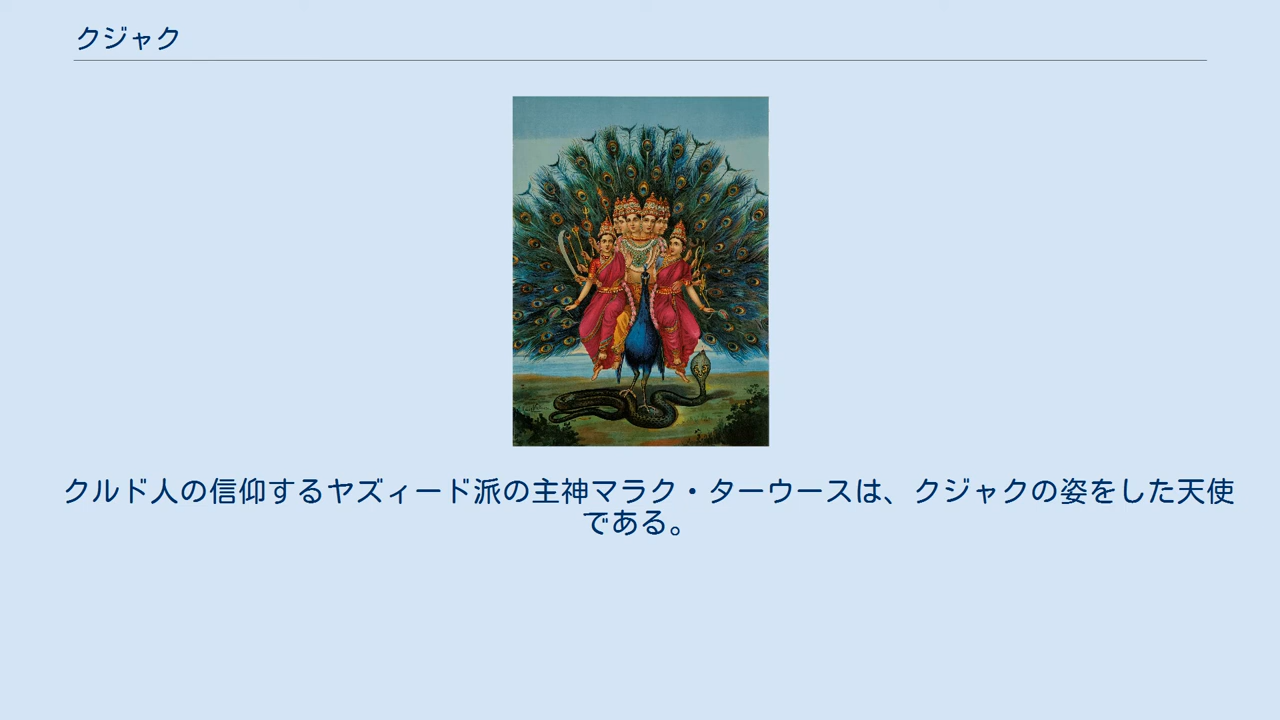 クジャク
クルド人の信仰するヤズィード派の主神マラク・ターウースは、クジャクの姿をした天使
である。